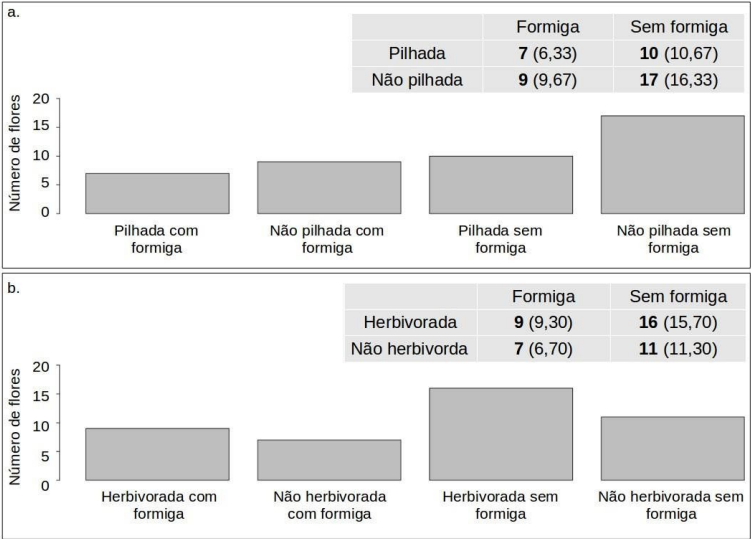 a.
Formiga Sem formiga
Pilhada 7 (6,33) 10 (10,67)
Não pilhada 9 (9,67) 17 (16,33)
Número de flores
20
15
10
5
0
Pilhada com formiga
Não pilhada com formiga
Pilhada sem formiga
Não pilhada sem formiga
b.
Formiga Sem formiga
Herbivorada 9 (9,30) 16 (15,70)
Não herbivorda 7 (6,70) 11 (11,30)
Número de flores
20
15
10
5
0
Herbivorada com formiga
Não herbivorada com formiga
Herbivorada sem formiga
Não herbivorada sem formiga